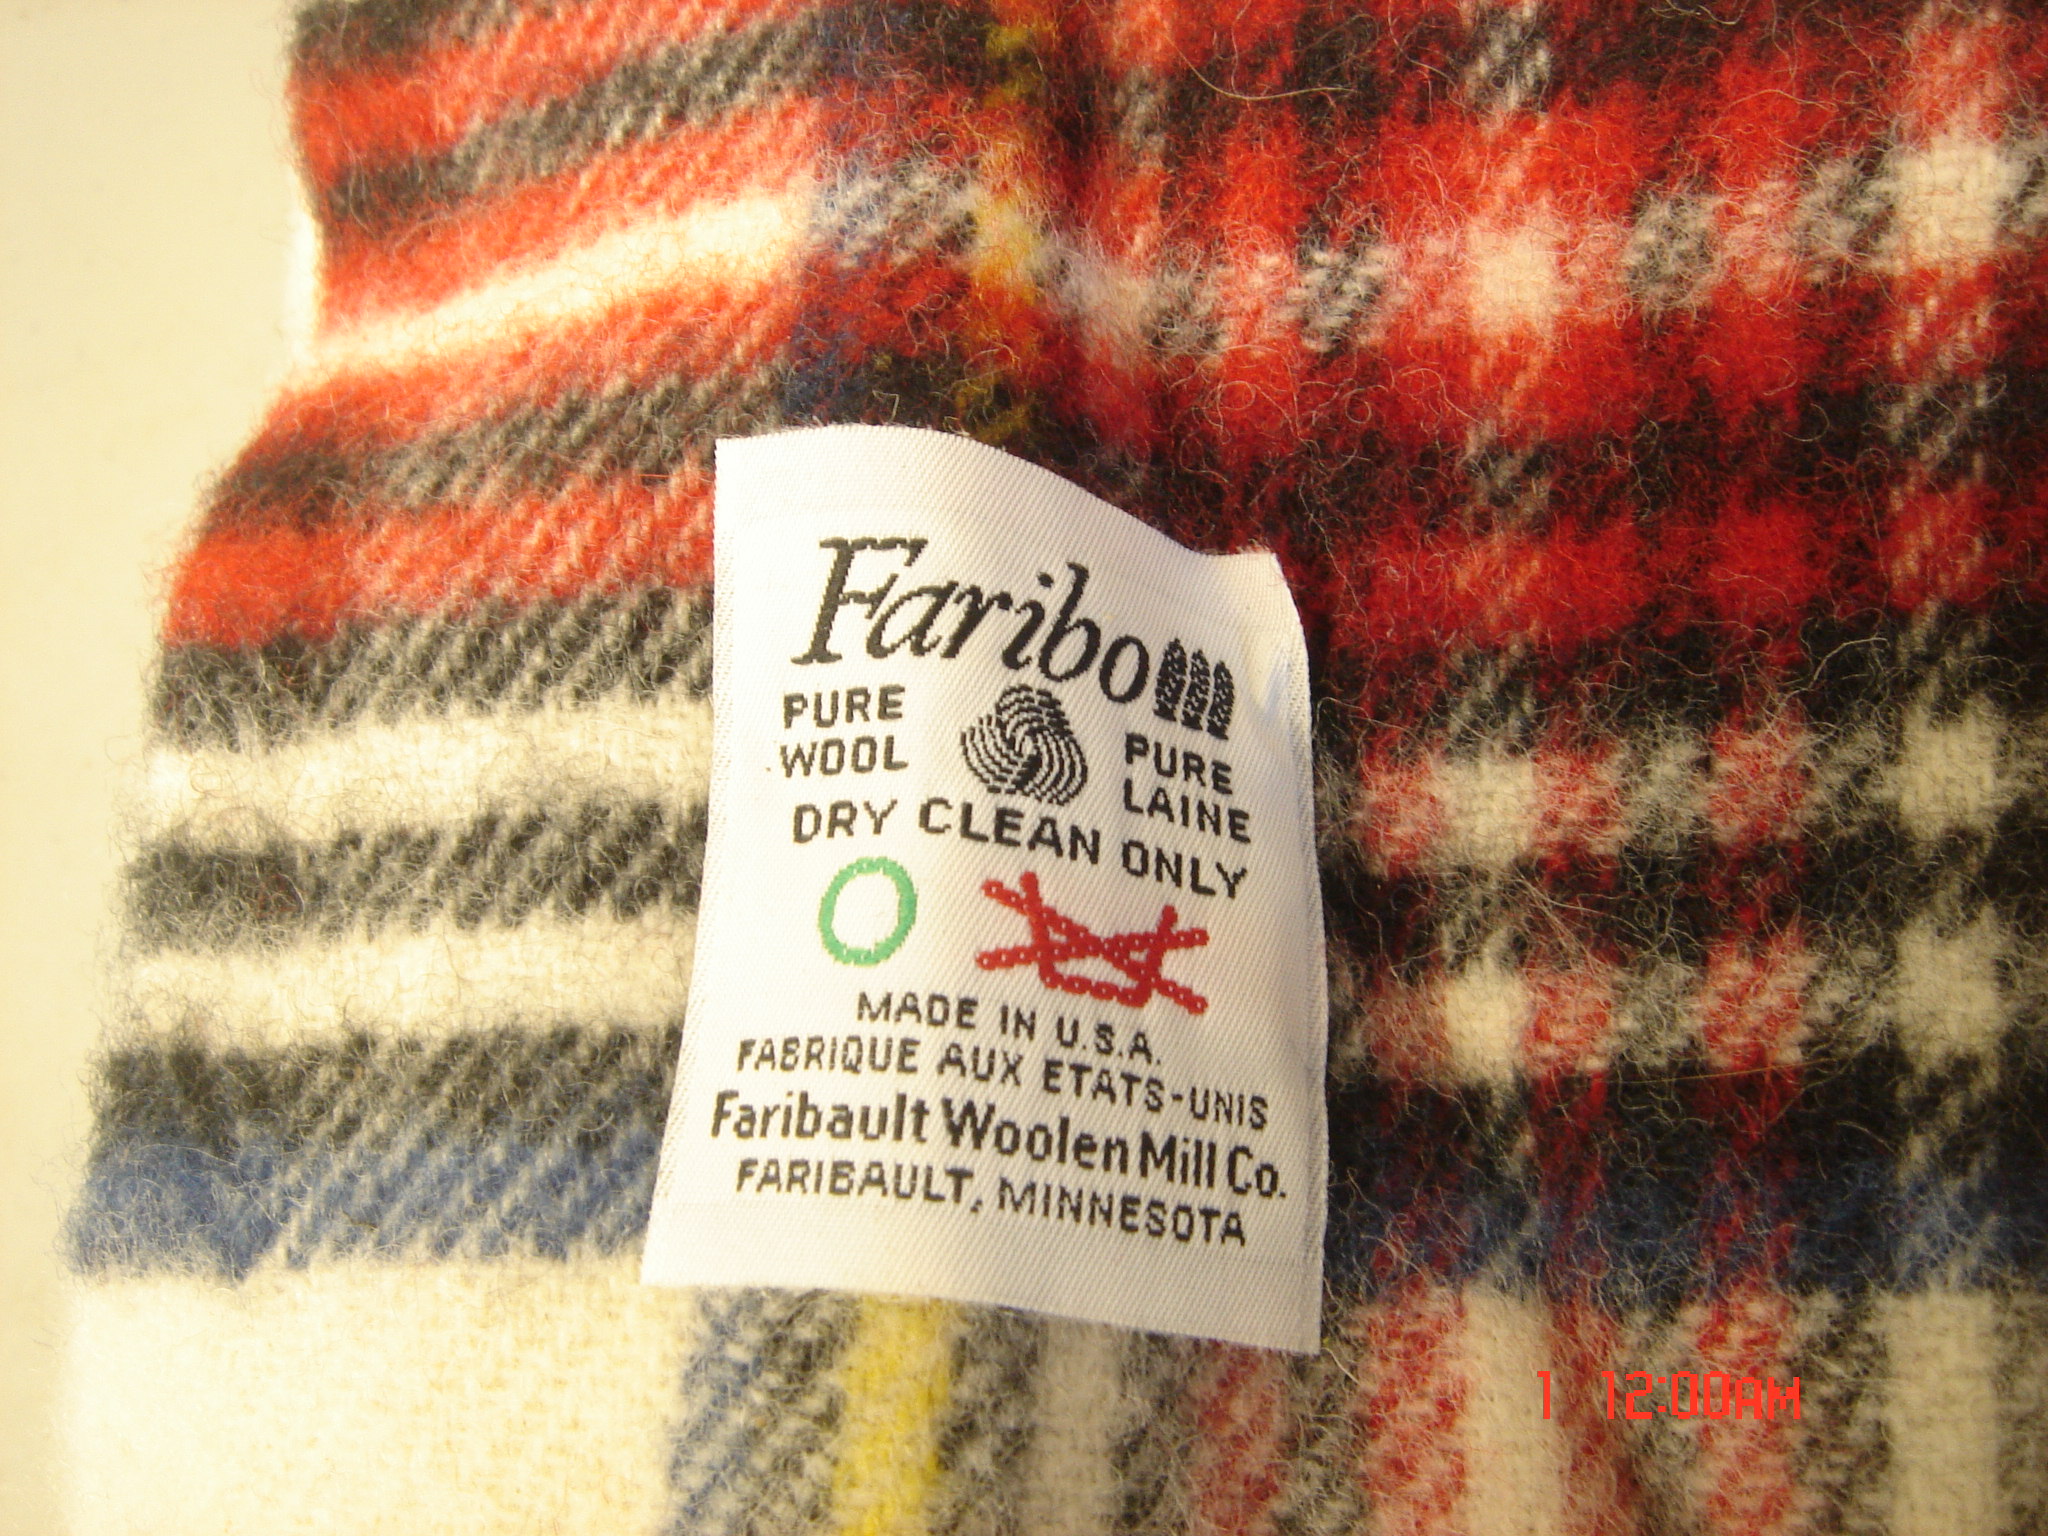 Faribo
PURE WOOL
PURE LAINE
DRY CLEAN ONLY
MADE IN U.S.A.
FABRIQUE AUX ETATS-UNIS
Faribault Woolen Mill Co.
FARIBAULT, MINNESOTA
1 12:00AM